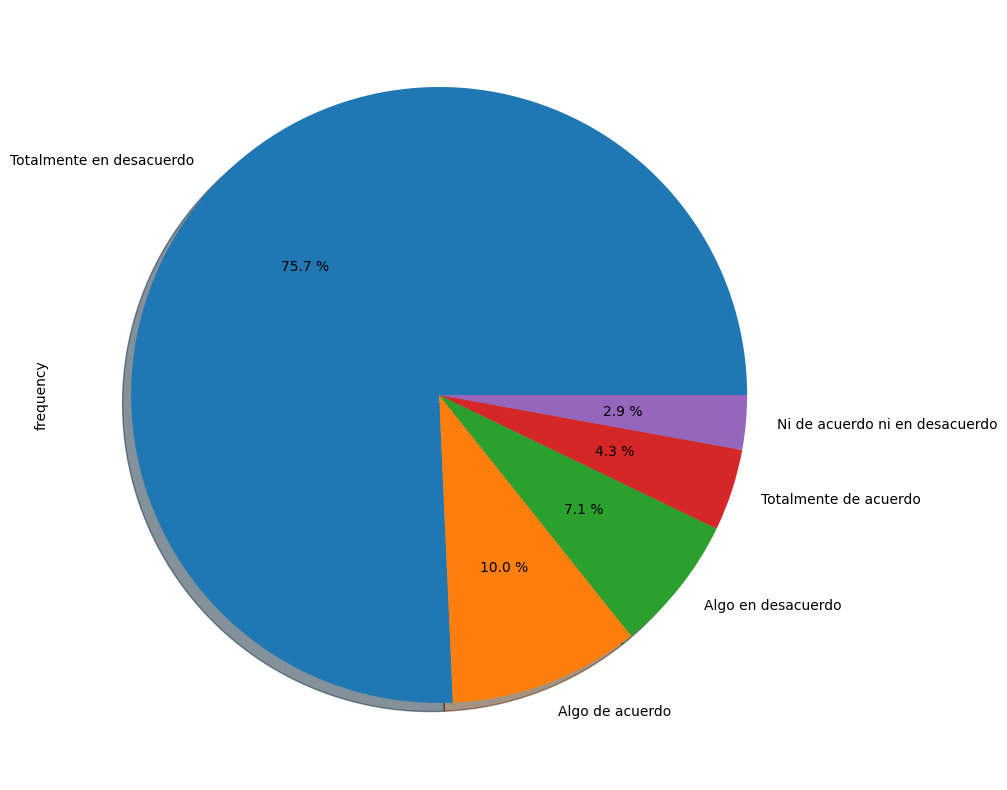 Totalmente en desacuerdo
75.7 %
frequency
2.9 %
Ni de acuerdo ni en desacuerdo
4.3 %
Totalmente de acuerdo
7.1 %
10.0 %
Algo en desacuerdo
Algo de acuerdo